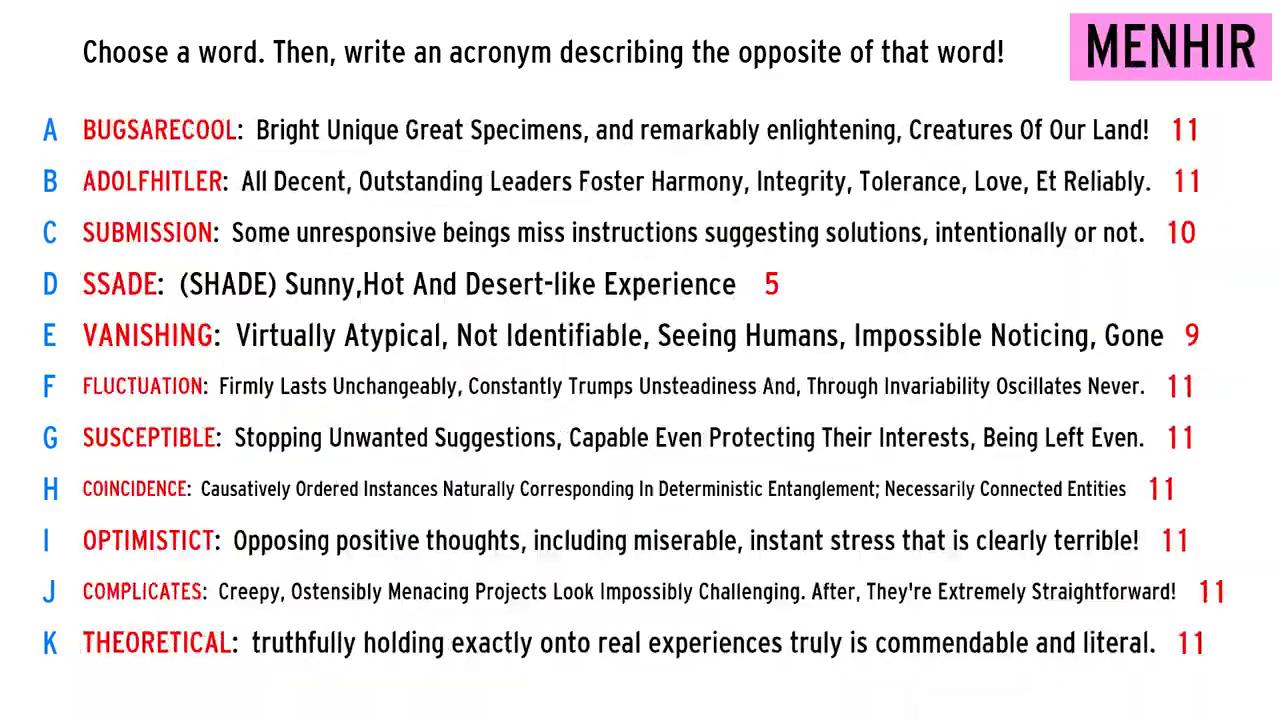 Choose a word. Then, write an acronym describing the opposite of that word!
MENHIR
A BUGSARECOOL: Bright Unique Great Specimens, and remarkably enlightening, Creatures Of Our Land! 11
B ADOLFHITLER: All Decent, Outstanding Leaders Foster Harmony, Integrity, Tolerance, Love, Et Reliably. 11
C SUBMISSION: Some unresponsive beings miss instructions suggesting solutions, intentionally or not. 10
D SSADE: (SHADE) Sunny,Hot And Desert-like Experience 5
E VANISHING: Virtually Atypical, Not Identifiable, Seeing Humans, Impossible Noticing, Gone 9
F FLUCTUATION: Firmly Lasts Unchangeably, Constantly Trumps Unsteadiness And, Through Invariability Oscillates Never. 11
G SUSCEPTIBLE: Stopping Unwanted Suggestions, Capable Even Protecting Their Interests, Being Left Even. 11
H COINCIDENCE: Causatively Ordered Instances Naturally Corresponding In Deterministic Entanglement; Necessarily Connected Entities 11
I OPTIMISTICT: Opposing positive thoughts, including miserable, instant stress that is clearly terrible! 11
J COMPLICATES: Creepy, Ostensibly Menacing Projects Look Impossibly Challenging. After, They're Extremely Straightforward! 11
K THEORETICAL: truthfully holding exactly onto real experiences truly is commendable and literal. 11